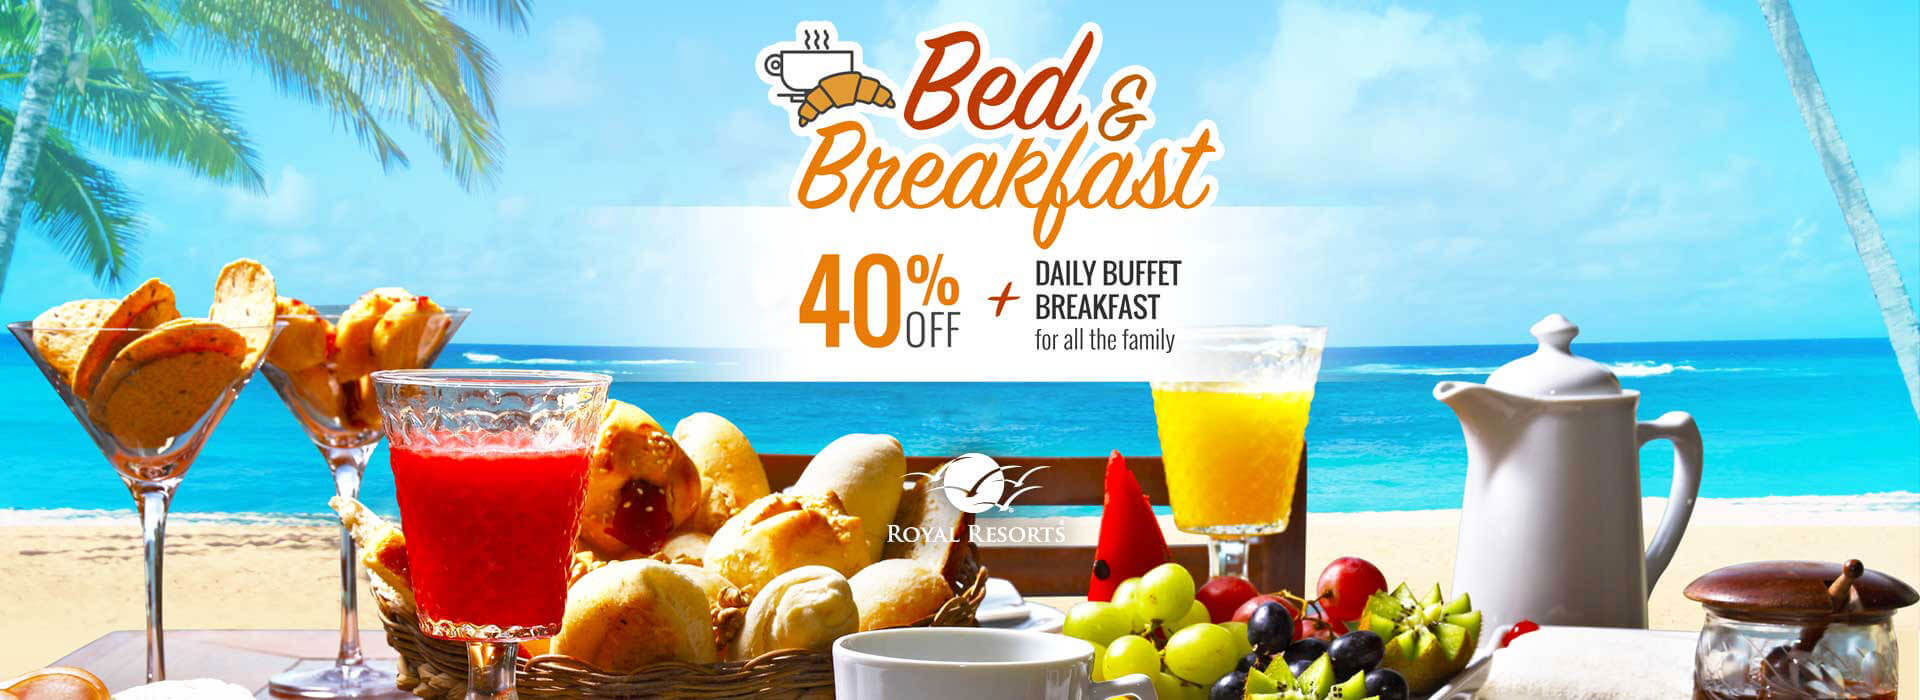 Bed &
Breakfast
40% OFF
+
DAILY BUFFET
BREAKFAST
for all the family
ROYAL RESORTS